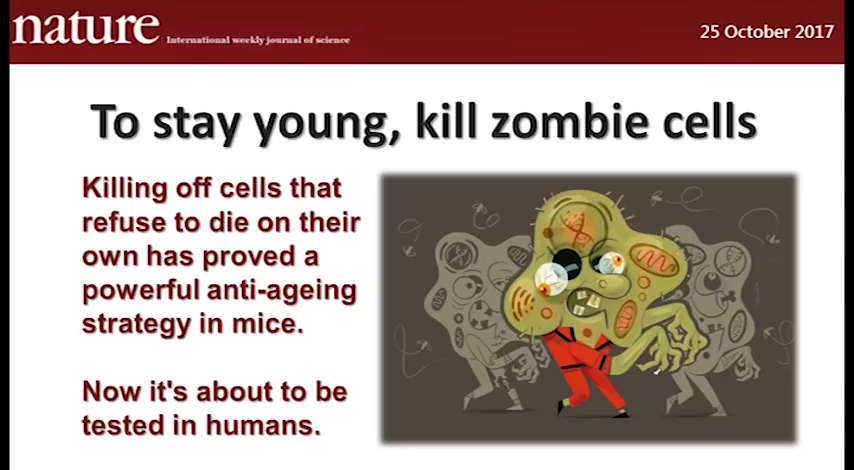 nature International weekly journal of science
25 October 2017
To stay young, kill zombie cells
Killing off cells that
refuse to die on their
own has proved a
powerful anti-ageing
strategy in mice.
Now it's about to be
tested in humans.